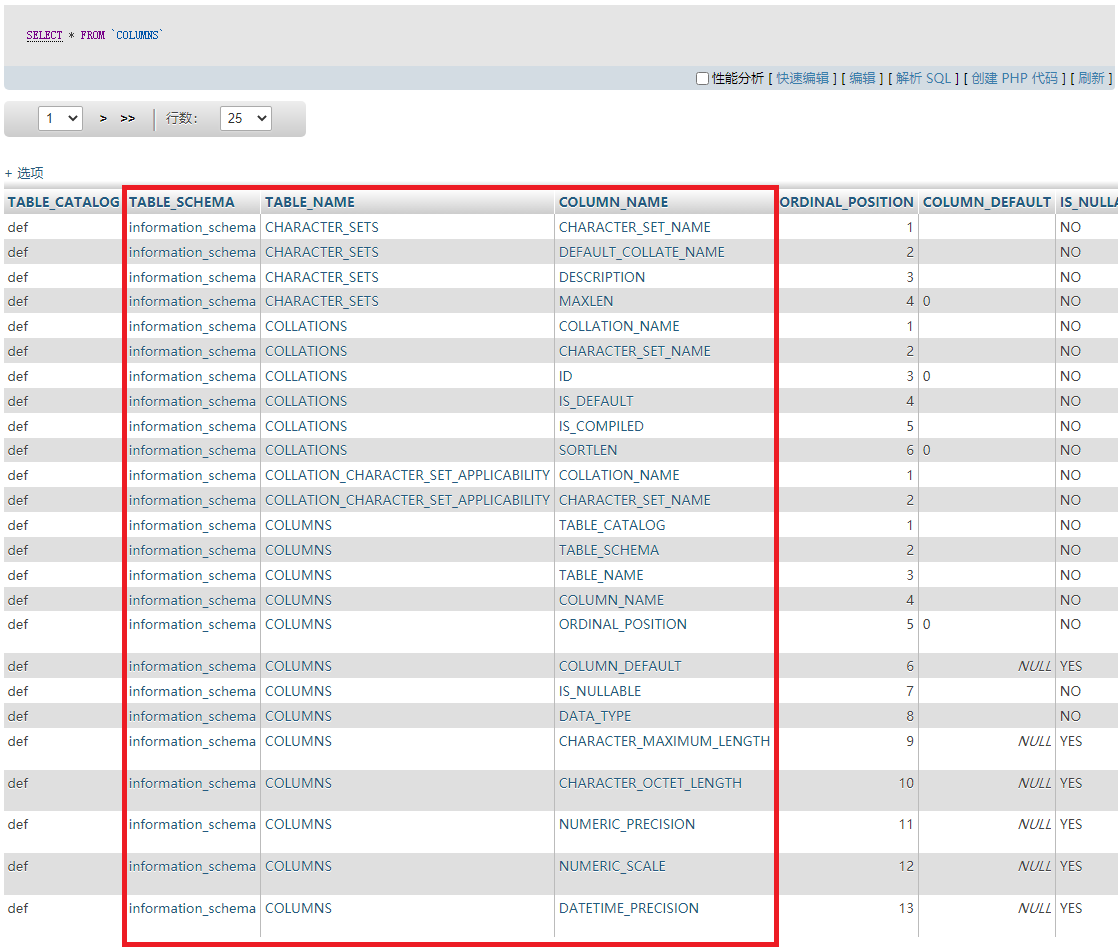 SELECT * FROM `COLUMNS`
性能分析 [ 快速编辑 ] [ 编辑 ] [ 解析 SQL ] [ 创建 PHP 代码 ] [ 刷新 ]
1 > >> 行数: 25
+ 选项
TABLE_CATALOG TABLE_SCHEMA TABLE_NAME COLUMN_NAME ORDINAL_POSITION COLUMN_DEFAULT IS_NULLA
def information_schema CHARACTER_SETS CHARACTER_SET_NAME 1 NO
def information_schema CHARACTER_SETS DEFAULT_COLLATE_NAME 2 NO
def information_schema CHARACTER_SETS DESCRIPTION 3 NO
def information_schema CHARACTER_SETS MAXLEN 4 0 NO
def information_schema COLLATIONS COLLATION_NAME 1 NO
def information_schema COLLATIONS CHARACTER_SET_NAME 2 NO
def information_schema COLLATIONS ID 3 0 NO
def information_schema COLLATIONS IS_DEFAULT 4 NO
def information_schema COLLATIONS IS_COMPILED 5 NO
def information_schema COLLATIONS SORTLEN 6 0 NO
def information_schema COLLATION_CHARACTER_SET_APPLICABILITY COLLATION_NAME 1 NO
def information_schema COLLATION_CHARACTER_SET_APPLICABILITY CHARACTER_SET_NAME 2 NO
def information_schema COLUMNS TABLE_CATALOG 1 NO
def information_schema COLUMNS TABLE_SCHEMA 2 NO
def information_schema COLUMNS TABLE_NAME 3 NO
def information_schema COLUMNS COLUMN_NAME 4 NO
def information_schema COLUMNS ORDINAL_POSITION 5 0 NO
def information_schema COLUMNS COLUMN_DEFAULT 6 NULL YES
def information_schema COLUMNS IS_NULLABLE 7 NO
def information_schema COLUMNS DATA_TYPE 8 NO
def information_schema COLUMNS CHARACTER_MAXIMUM_LENGTH 9 NULL YES
def information_schema COLUMNS CHARACTER_OCTET_LENGTH 10 NULL YES
def information_schema COLUMNS NUMERIC_PRECISION 11 NULL YES
def information_schema COLUMNS NUMERIC_SCALE 12 NULL YES
def information_schema COLUMNS DATETIME_PRECISION 13 NULL YES